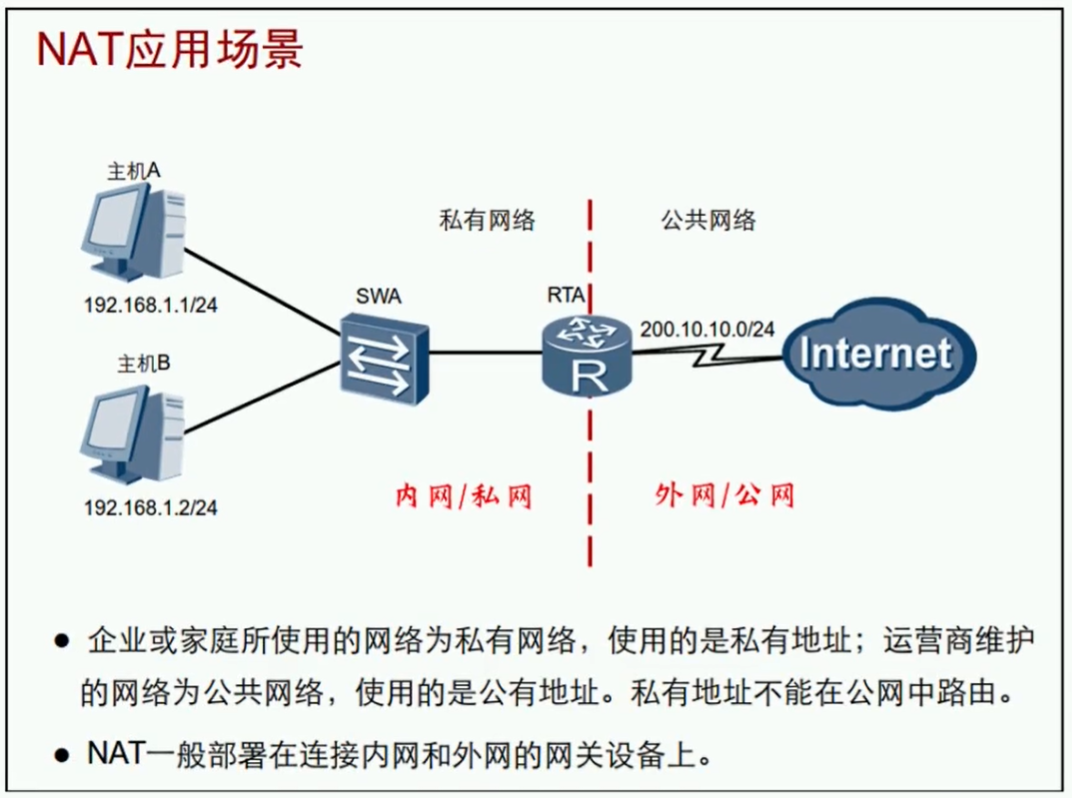 NAT应用场景
主机A
私有网络
公共网络
192.168.1.1/24
SWA
RTA
200.10.10.0/24
Internet
R
主机B
192.168.1.2/24
内网/私网
外网/公网
● 企业或家庭所使用的网络为私有网络，使用的是私有地址；运营商维护
的网络为公共网络，使用的是公有地址。私有地址不能在公网中路由。
● NAT一般部署在连接内网和外网的网关设备上。